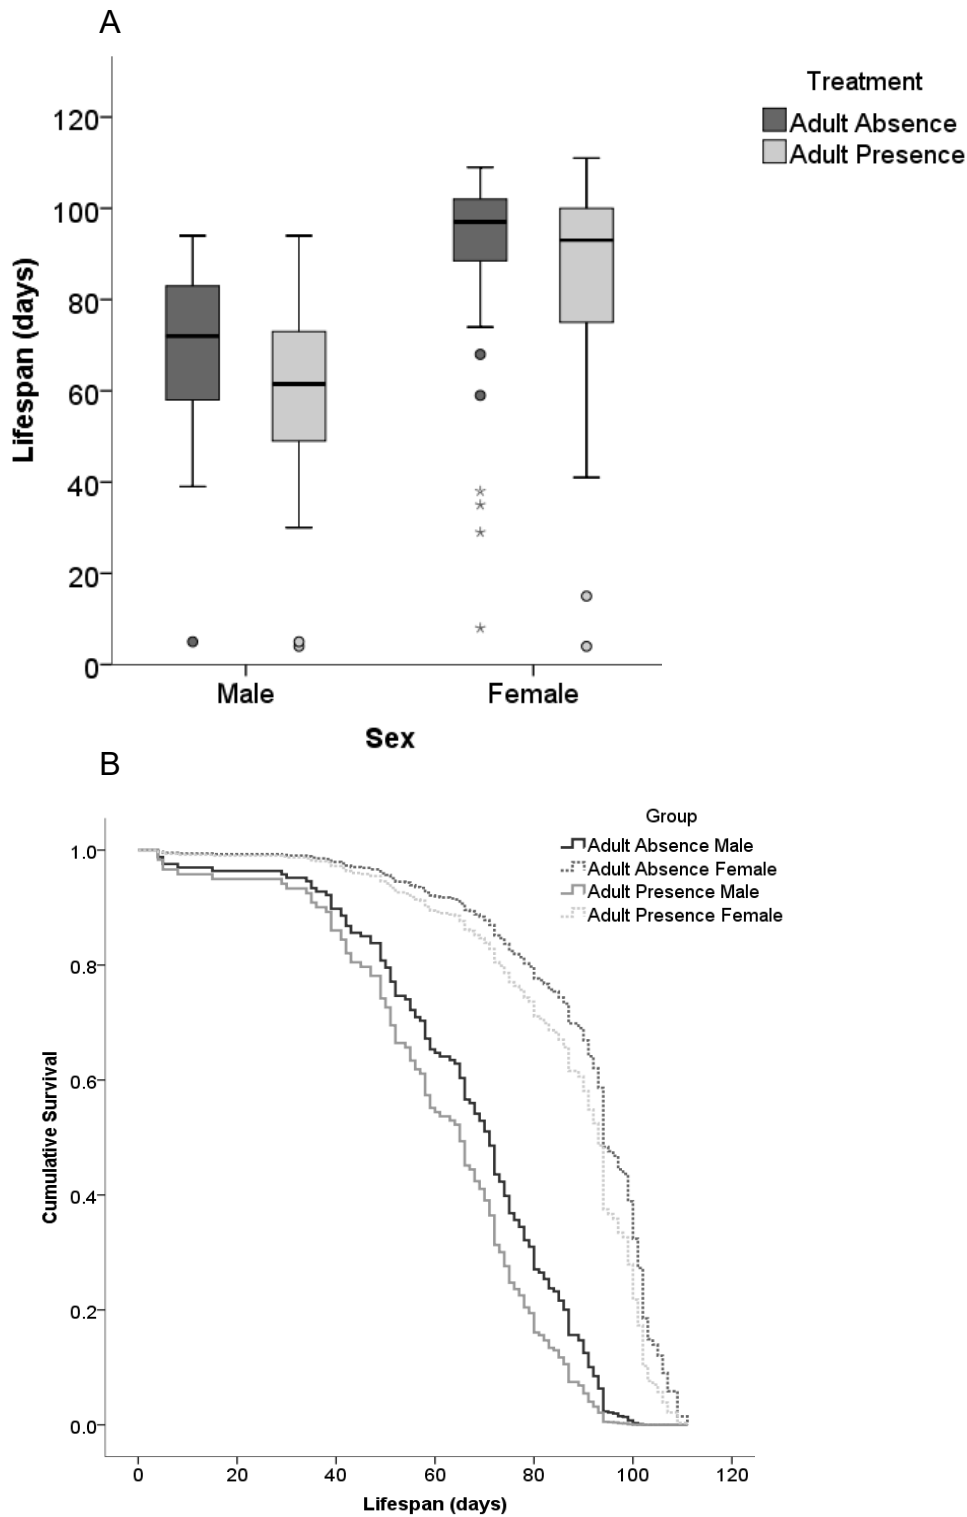 A
Treatment
Adult Absence
Adult Presence
120
100
80
60
40
20
0
Lifespan (days)
Male
Female
Sex
B
Group
Adult Absence Male
Adult Absence Female
Adult Presence Male
Adult Presence Female
1.0
0.8
0.6
0.4
0.2
0.0
Cumulative Survival
0 20 40 60 80 100 120
Lifespan (days)